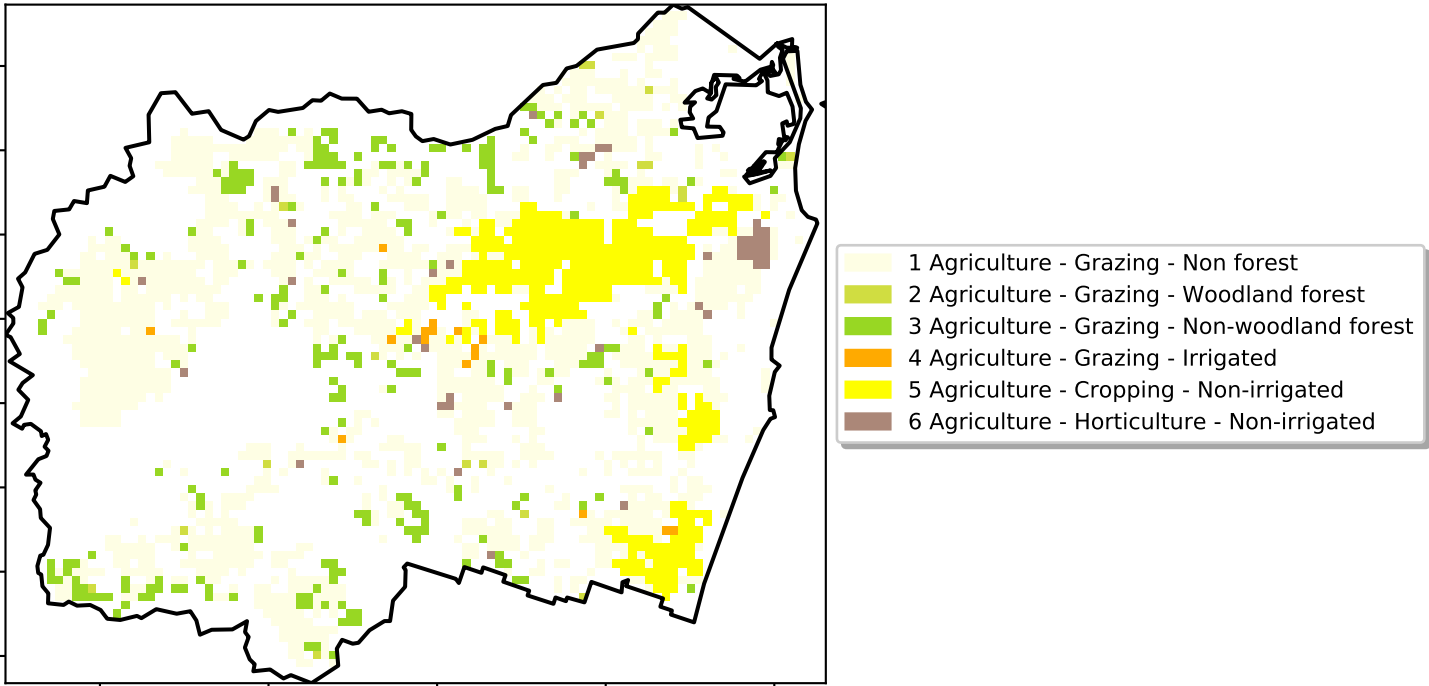 1 Agriculture - Grazing - Non forest
2 Agriculture - Grazing - Woodland forest
3 Agriculture - Grazing - Non-woodland forest
4 Agriculture - Grazing - Irrigated
5 Agriculture - Cropping - Non-irrigated
6 Agriculture - Horticulture - Non-irrigated